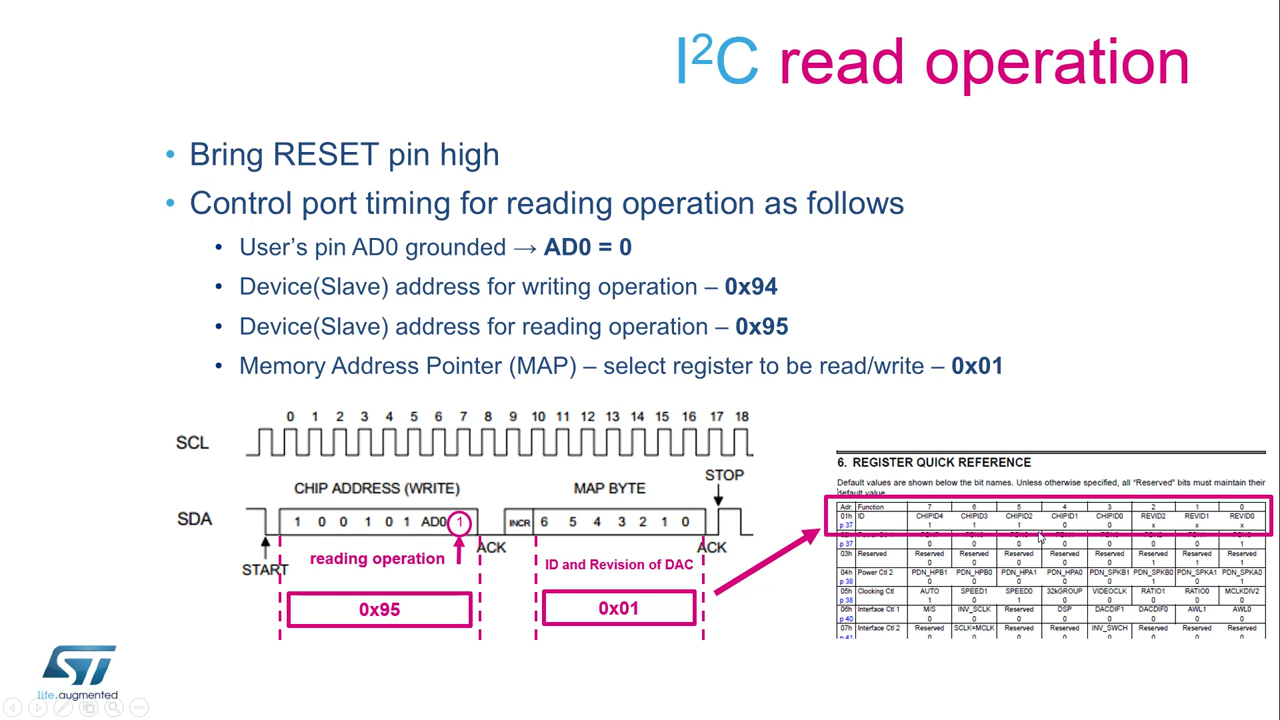 I²C read operation
• Bring RESET pin high
• Control port timing for reading operation as follows
• User's pin AD0 grounded → AD0 = 0
• Device(Slave) address for writing operation – 0x94
• Device(Slave) address for reading operation – 0x95
• Memory Address Pointer (MAP) – select register to be read/write – 0x01
0 1 2 3 4 5 6 7 8 9 10 11 12 13 14 15 16 17 18
SCL
STOP
CHIP ADDRESS (WRITE) MAP BYTE
SDA 1 0 0 1 0 1 AD0 1 INCR 6 5 4 3 2 1 0
ACK ACK
reading operation ID and Revision of DAC
START
0x95 0x01
6. REGISTER QUICK REFERENCE
Default values are shown below the bit names. Unless otherwise specified, all "Reserved" bits must maintain their
default value.
Adr. Function 7 6 5 4 3 2 1 0
01h ID CHIPID4 CHIPID3 CHIPID2 CHIPID1 CHIPID0 REVID2 REVID1 REVID0
p 37 1 1 1 0 0 x x x
p 37 0 0 0 0 0 0 0 1
03h Reserved Reserved Reserved Reserved Reserved Reserved Reserved Reserved Reserved
0 0 0 0 0 0 0 0
04h Power Ctl 2 PDN_HPB1 PDN_HPB0 PDN_HPA1 PDN_HPA0 PDN_SPKB1 PDN_SPKB0 PDN_SPKA1 PDN_SPKA0
p 38 0 0 0 0 0 1 0 1
05h Clocking Ctl AUTO SPEED1 SPEED0 32kGROUP VIDEOCLK RATIO1 RATIO0 MCLKDIV2
p 38 1 0 1 0 0 0 0 0
06h Interface Ctl 1 M/S INV_SCLK Reserved DSP DACDIF1 DACDIF0 AWL1 AWL0
p 40 0 0 0 0 0 0 0 0
07h Interface Ctl 2 Reserved SCLK=MCLK Reserved Reserved INV_SWCH Reserved Reserved Reserved
ST
life.augmented